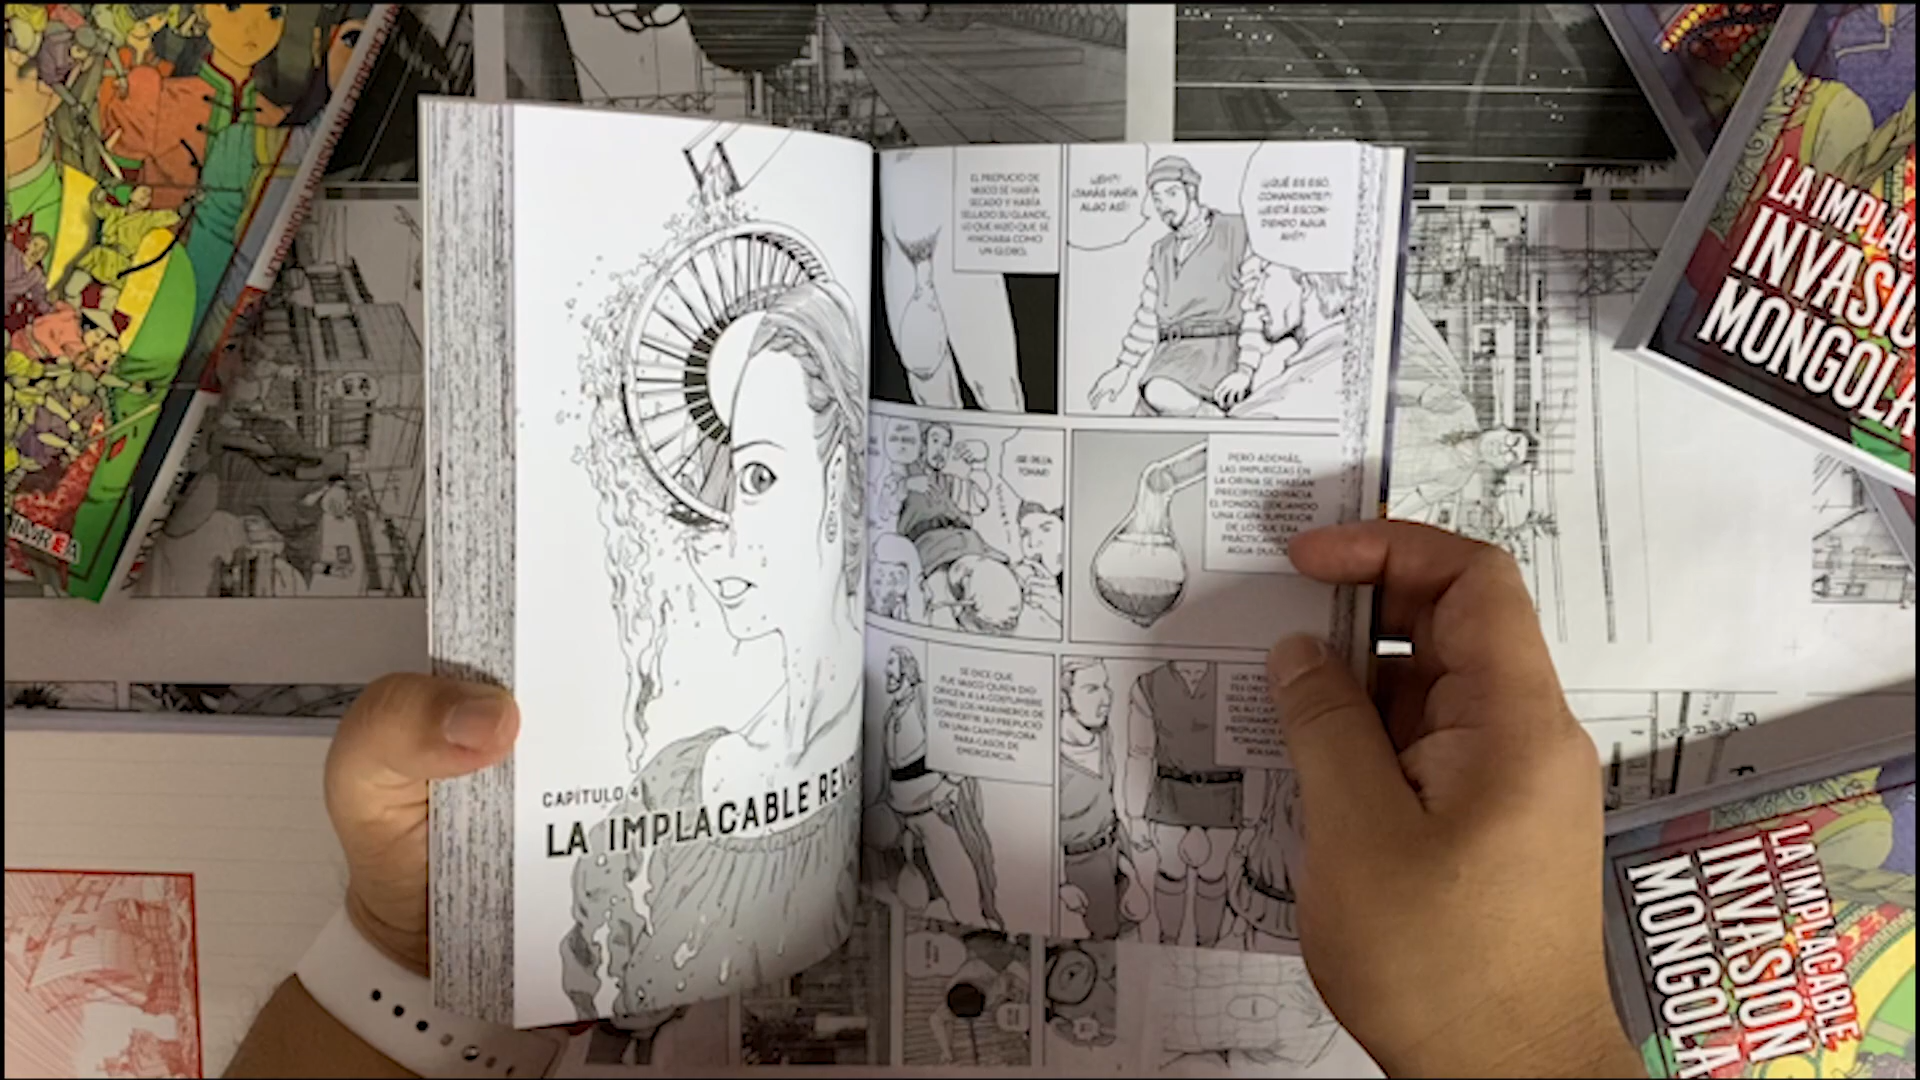 CAPÍTULO 4
LA IMPLACABLE REVO
EL PREPUCIO DE
VASCO SE HABÍA
SECADO Y HABÍA
SELLADO SU GLANDE,
LO QUE HIZO QUE SE
HINCHARA COMO
UN GLOBO.
¡¿EH?!
¡JAMÁS HARÍA
ALGO ASÍ!
¡¿QUÉ ES ESO,
COMANDANTE?!
¡¿ESTÁ ESCON-
DIENDO AGUA
AHÍ?!
¡SE DEJA
TOMAR!
PERO ADEMÁS,
LAS IMPUREZAS EN
LA ORINA SE HABÍAN
PRECIPITADO HACIA
EL FONDO, DEJANDO
UNA CAPA SUPERIOR
DE LO QUE ERA
PRÁCTICAMENTE
AGUA DULCE
SE DICE QUE
FUE VASCO QUIEN DIO
ORIGEN A LA COSTUMBRE
ENTRE LOS MARINEROS DE
CONVERTIR SU PREPUCIO
EN UNA CANTIMPLORA
PARA CASOS DE
EMERGENCIA.
LA IMPLAC
INVASIÓ
MONGOLA
LA IMPLACABLE
INVASIÓN
MONGOLA
IVREA